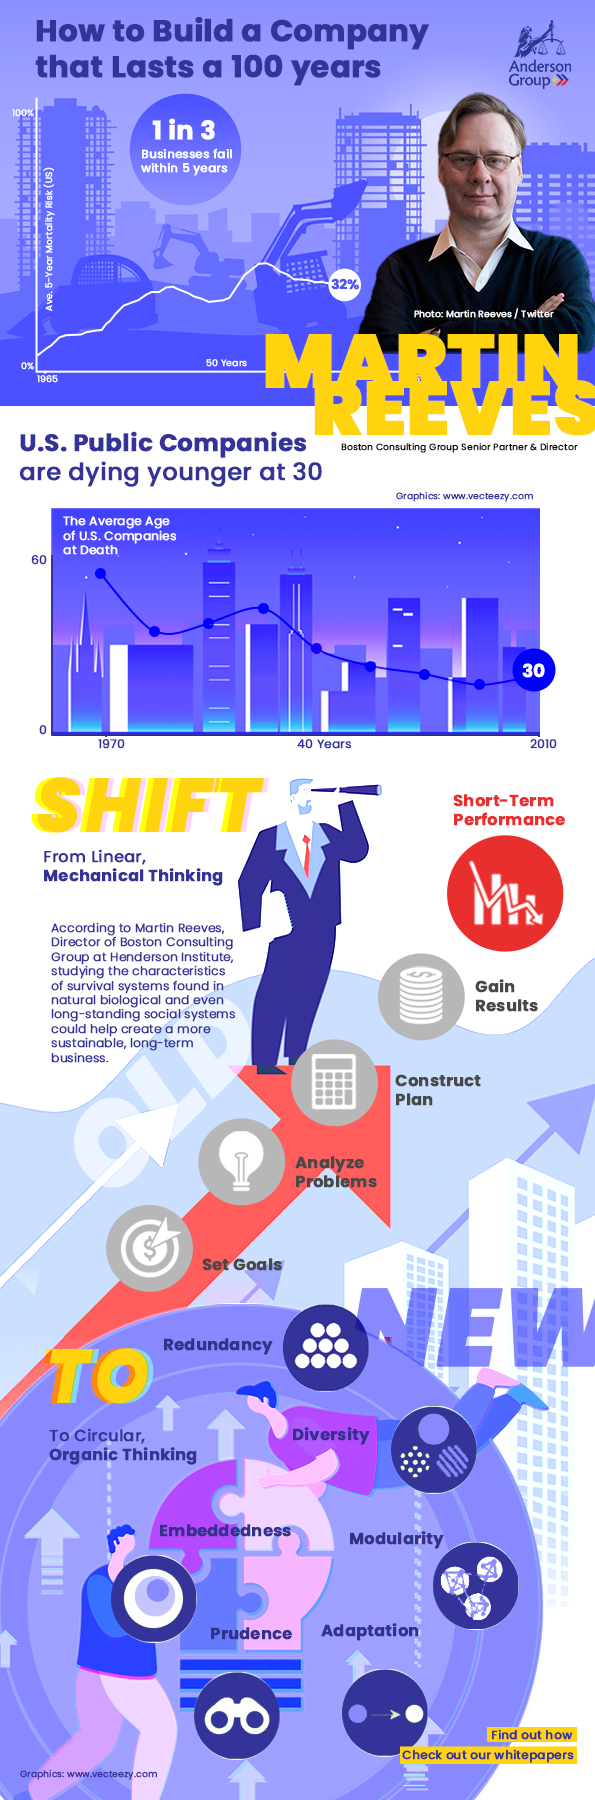 How to Build a Company
that Lasts a 100 years
Anderson
Group
100%
1 in 3
Businesses fail
within 5 years
Ave. 5-Year Mortality Risk (US)
32%
Photo: Martin Reeves / Twitter
0%
50 Years
1965
MARTIN
REEVES
Boston Consulting Group Senior Partner & Director
U.S. Public Companies
are dying younger at 30
Graphics: www.vecteezy.com
The Average Age
of U.S. Companies
at Death
60
30
0
1970
40 Years
2010
SHIFT
From Linear,
Mechanical Thinking
Short-Term
Performance
According to Martin Reeves,
Director of Boston Consulting
Group at Henderson Institute,
studying the characteristics
of survival systems found in
natural biological and even
long-standing social systems
could help create a more
sustainable, long-term
business.
Gain
Results
OLD
Construct
Plan
Analyze
Problems
Set Goals
NEW
Redundancy
TO
To Circular,
Organic Thinking
Diversity
Embeddedness
Modularity
Prudence
Adaptation
Find out how
Check out our whitepapers
Graphics: www.vecteezy.com